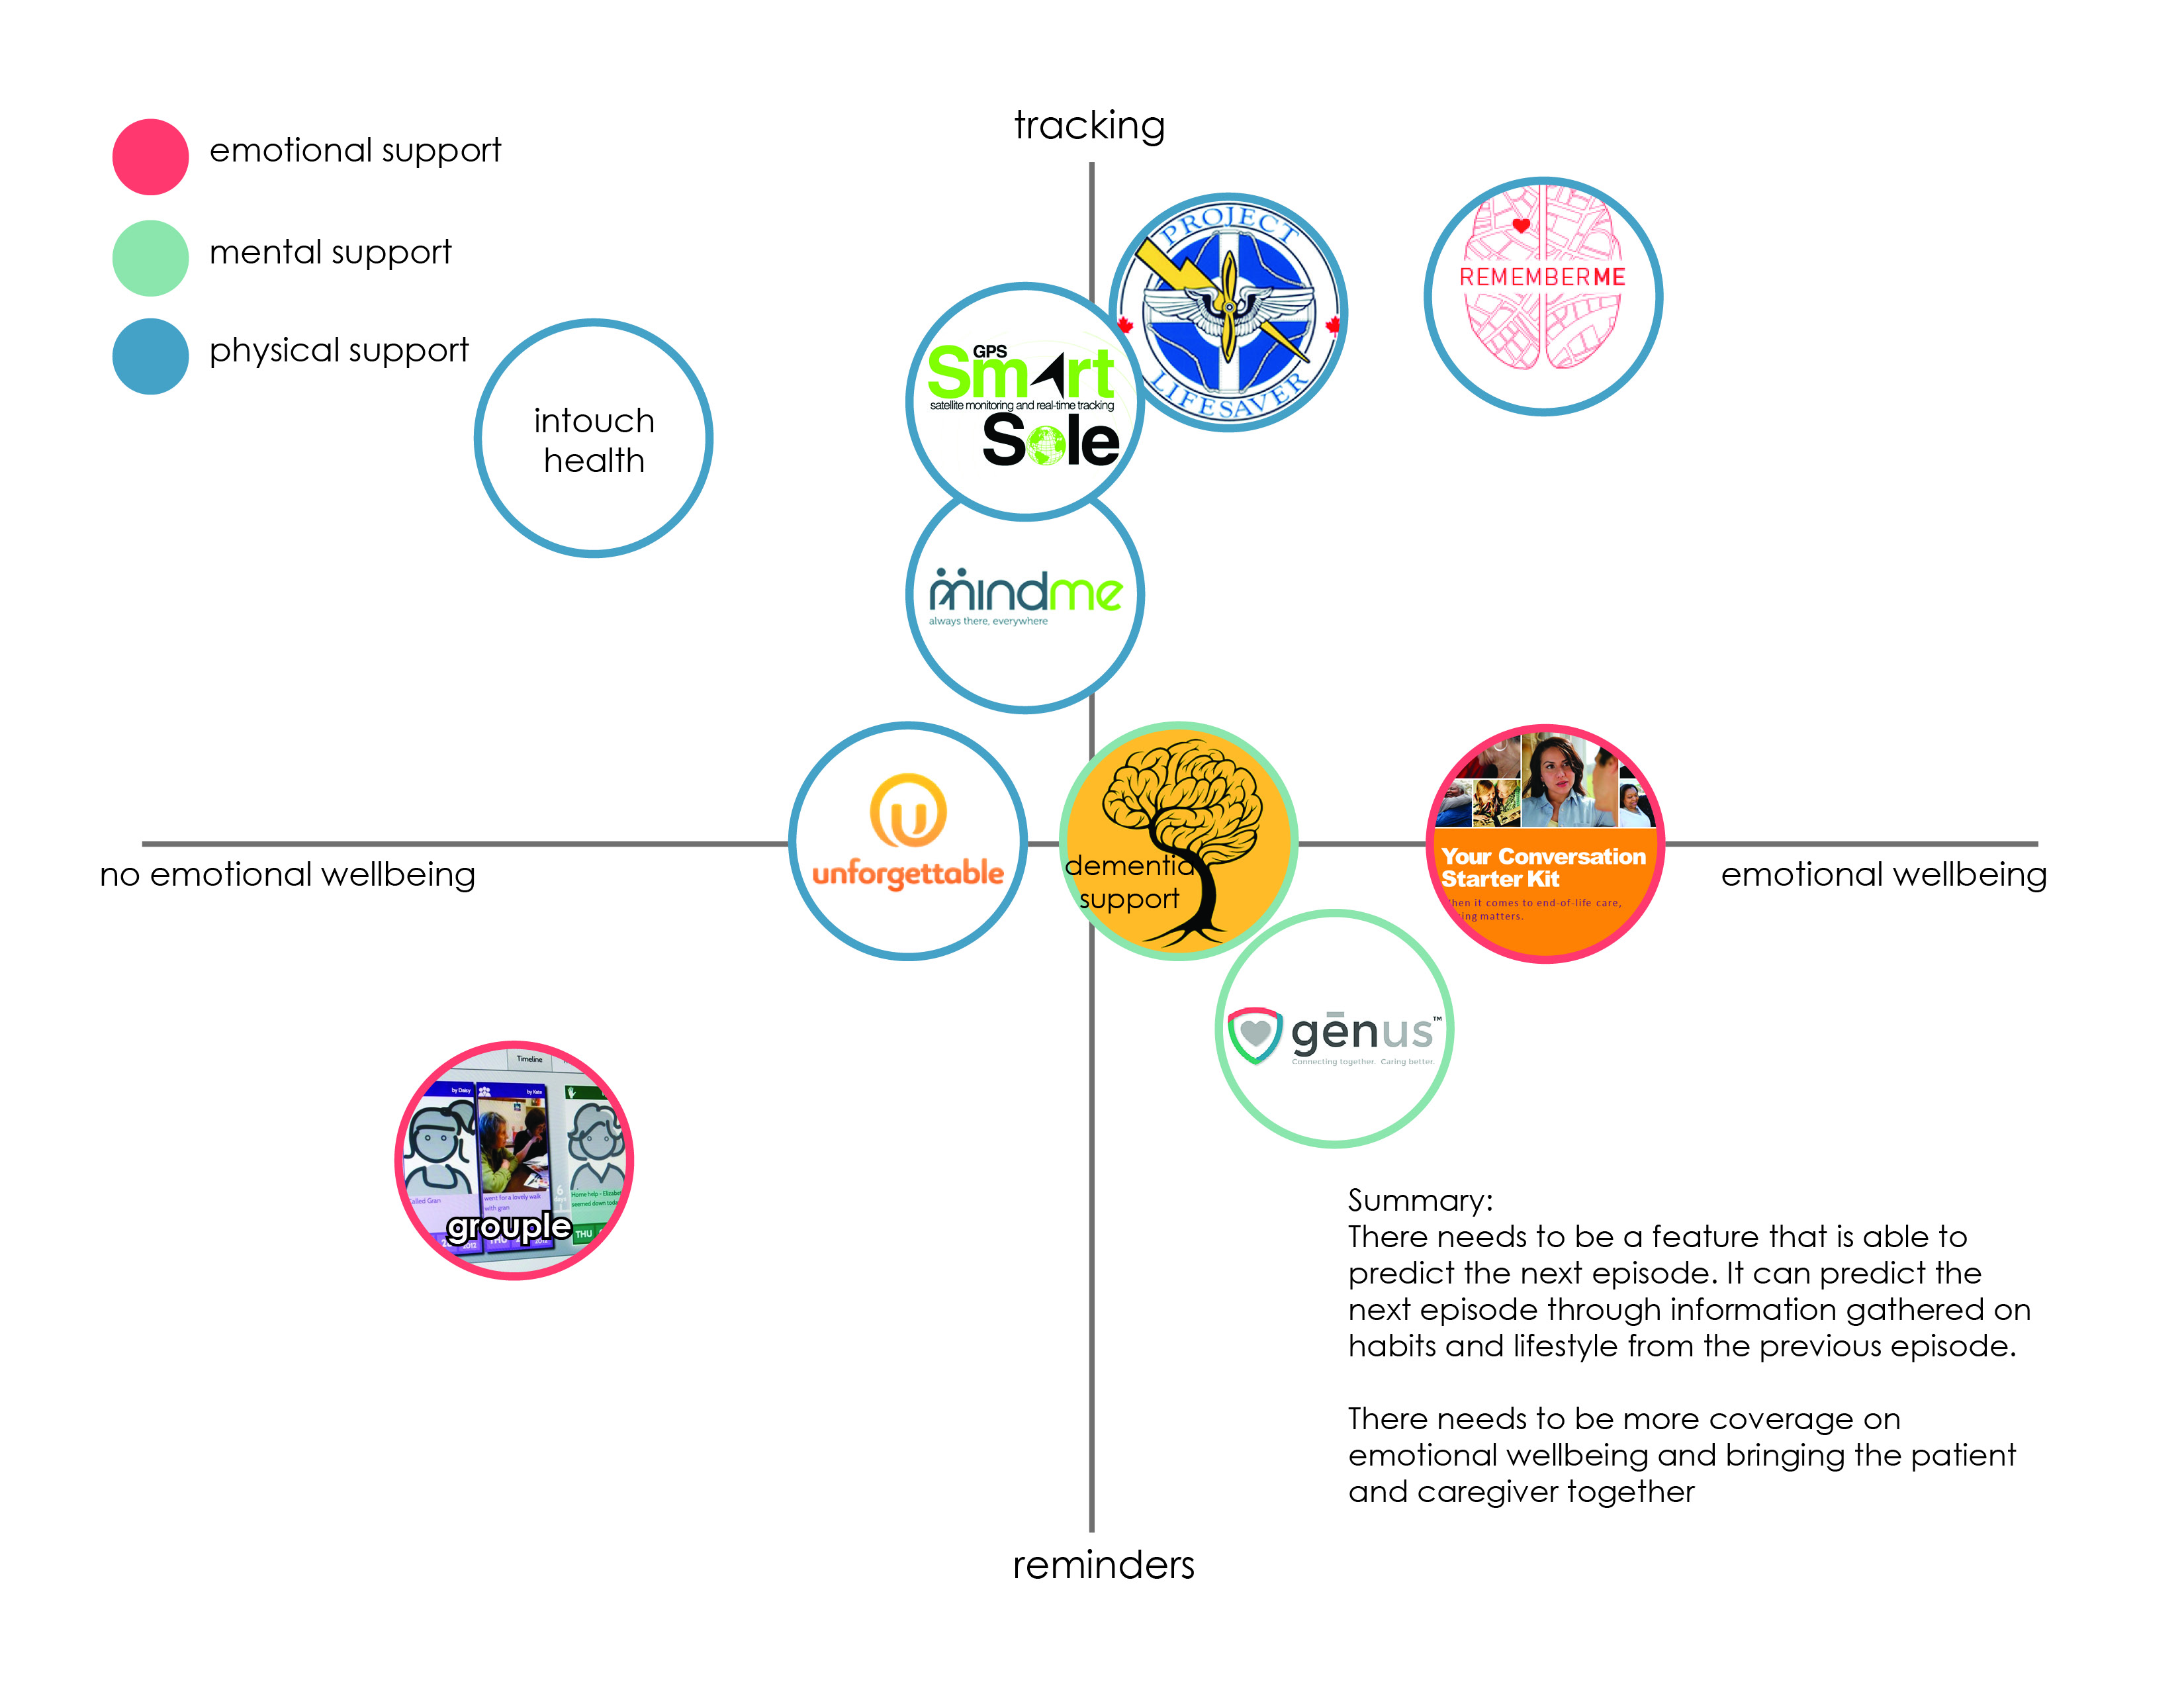 tracking
emotional support
mental support
physical support
PROJECT
LIFESAVER
REMEMBERME
intouch
health
GPS
Smart
satellite monitoring and real-time tracking
Sole
mindme
always there, everywhere
unforgettable
dementia
support
Your Conversation
Starter Kit
hen it comes to end-of-life care,
ing matters.
no emotional wellbeing
emotional wellbeing
gēnus™
Connecting together. Caring better.
Timeline
by Daisy
by Kate
Called Gran
went for a lovely walk
with gran
Home help - Elizabe
seemed down toda
grouple
THU
THU
2012
2012
Summary:
There needs to be a feature that is able to
predict the next episode. It can predict the
next episode through information gathered on
habits and lifestyle from the previous episode.
There needs to be more coverage on
emotional wellbeing and bringing the patient
and caregiver together
reminders